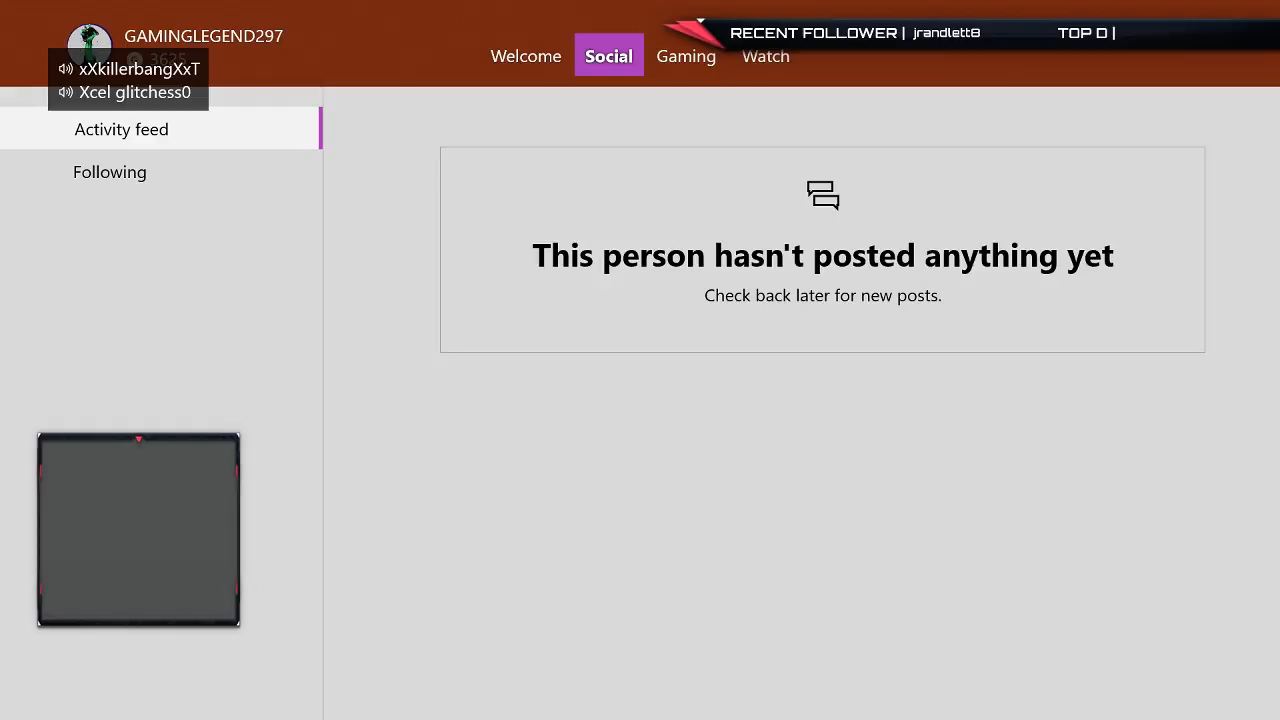 GAMINGLEGEND297
3625
xXkillerbangXxT
Xcel glitchess0
Welcome
Social
Gaming
Watch
RECENT FOLLOWER | jrandlett8
TOP D |
Activity feed
Following
This person hasn't posted anything yet
Check back later for new posts.